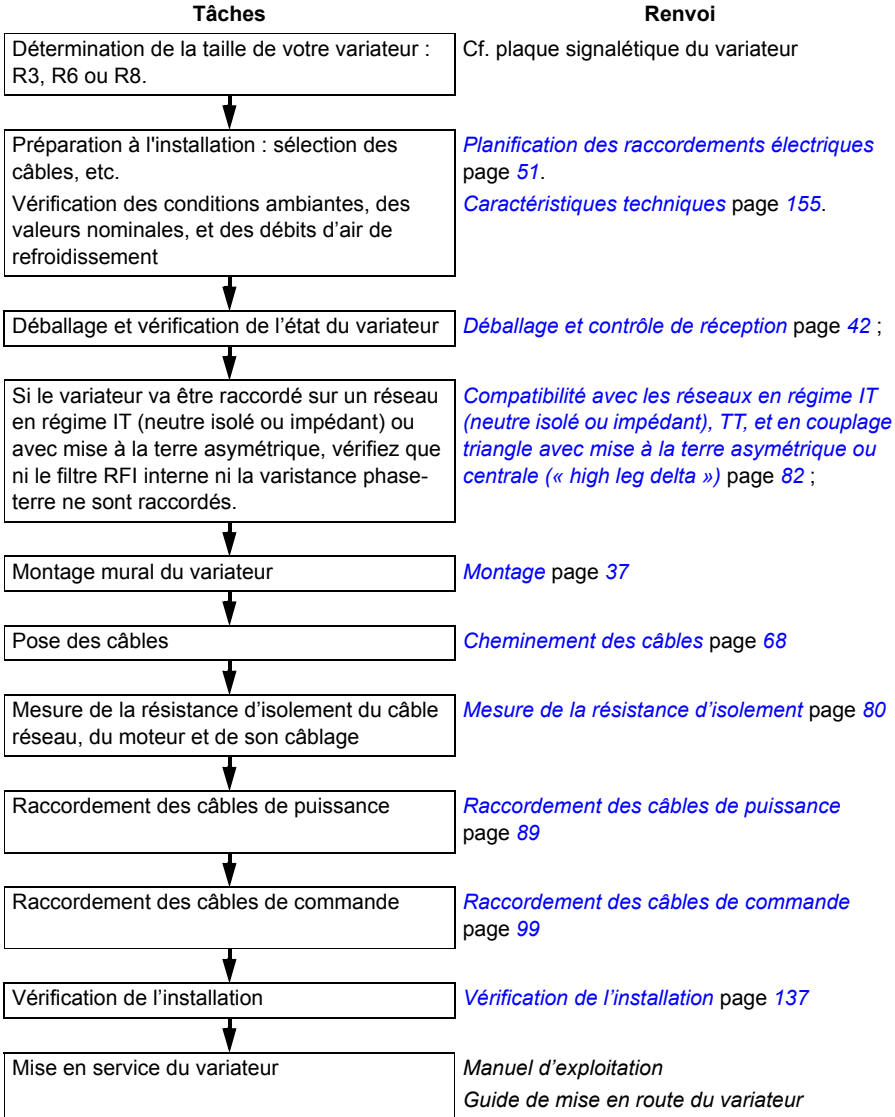 Tâches
Renvoi
Détermination de la taille de votre variateur :
R3, R6 ou R8.
Cf. plaque signalétique du variateur
Préparation à l'installation : sélection des
câbles, etc.
Vérification des conditions ambiantes, des
valeurs nominales, et des débits d’air de
refroidissement
Planification des raccordements électriques
page 51.
Caractéristiques techniques page 155.
Déballage et vérification de l’état du variateur
Déballage et contrôle de réception page 42 ;
Si le variateur va être raccordé sur un réseau
en régime IT (neutre isolé ou impédant) ou
avec mise à la terre asymétrique, vérifiez que
ni le filtre RFI interne ni la varistance phase-
terre ne sont raccordés.
Compatibilité avec les réseaux en régime IT
(neutre isolé ou impédant), TT, et en couplage
triangle avec mise à la terre asymétrique ou
centrale (« high leg delta ») page 82 ;
Montage mural du variateur
Montage page 37
Pose des câbles
Cheminement des câbles page 68
Mesure de la résistance d’isolement du câble
réseau, du moteur et de son câblage
Mesure de la résistance d’isolement page 80
Raccordement des câbles de puissance
Raccordement des câbles de puissance
page 89
Raccordement des câbles de commande
Raccordement des câbles de commande
page 99
Vérification de l’installation
Vérification de l’installation page 137
Mise en service du variateur
Manuel d’exploitation
Guide de mise en route du variateur